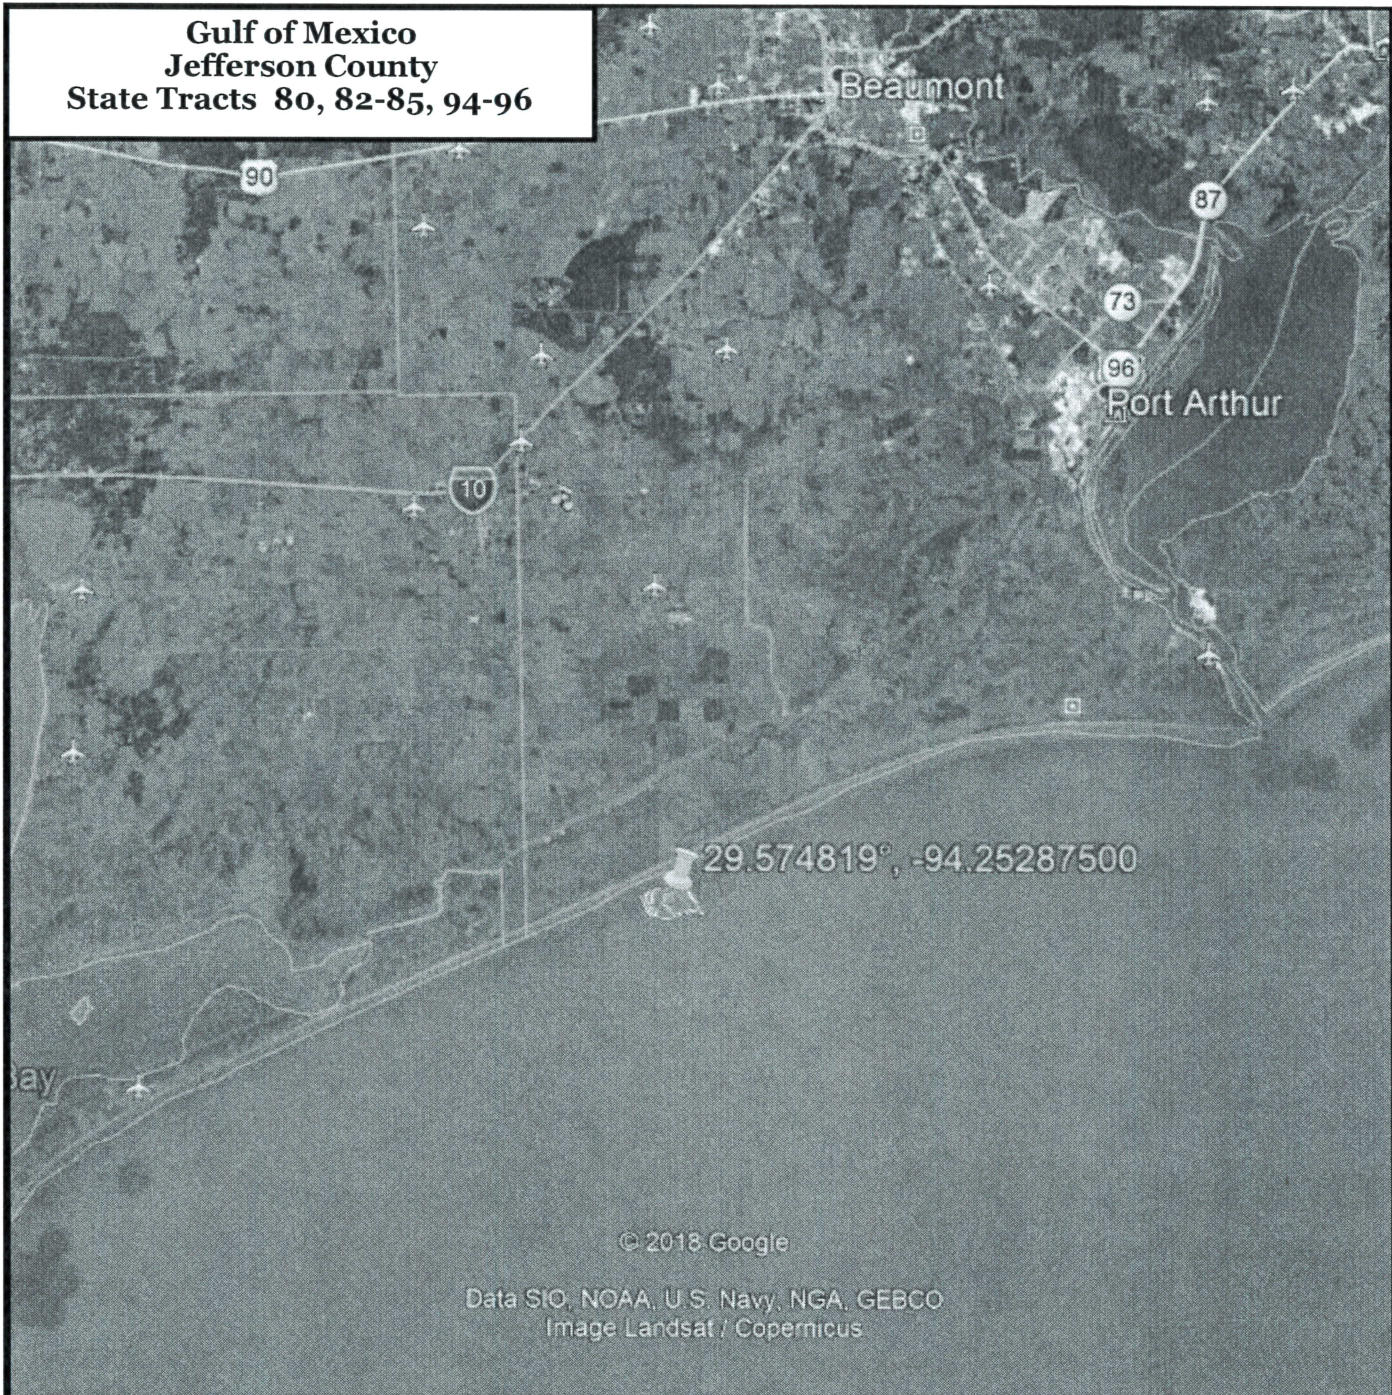 Gulf of Mexico
Jefferson County
State Tracts 80, 82-85, 94-96
Beaumont
90
87
73
96
Port Arthur
10
29.574819°, -94.25287500
Bay
© 2018 Google
Data SIO, NOAA, U.S. Navy, NGA, GEBCO
Image Landsat / Copernicus